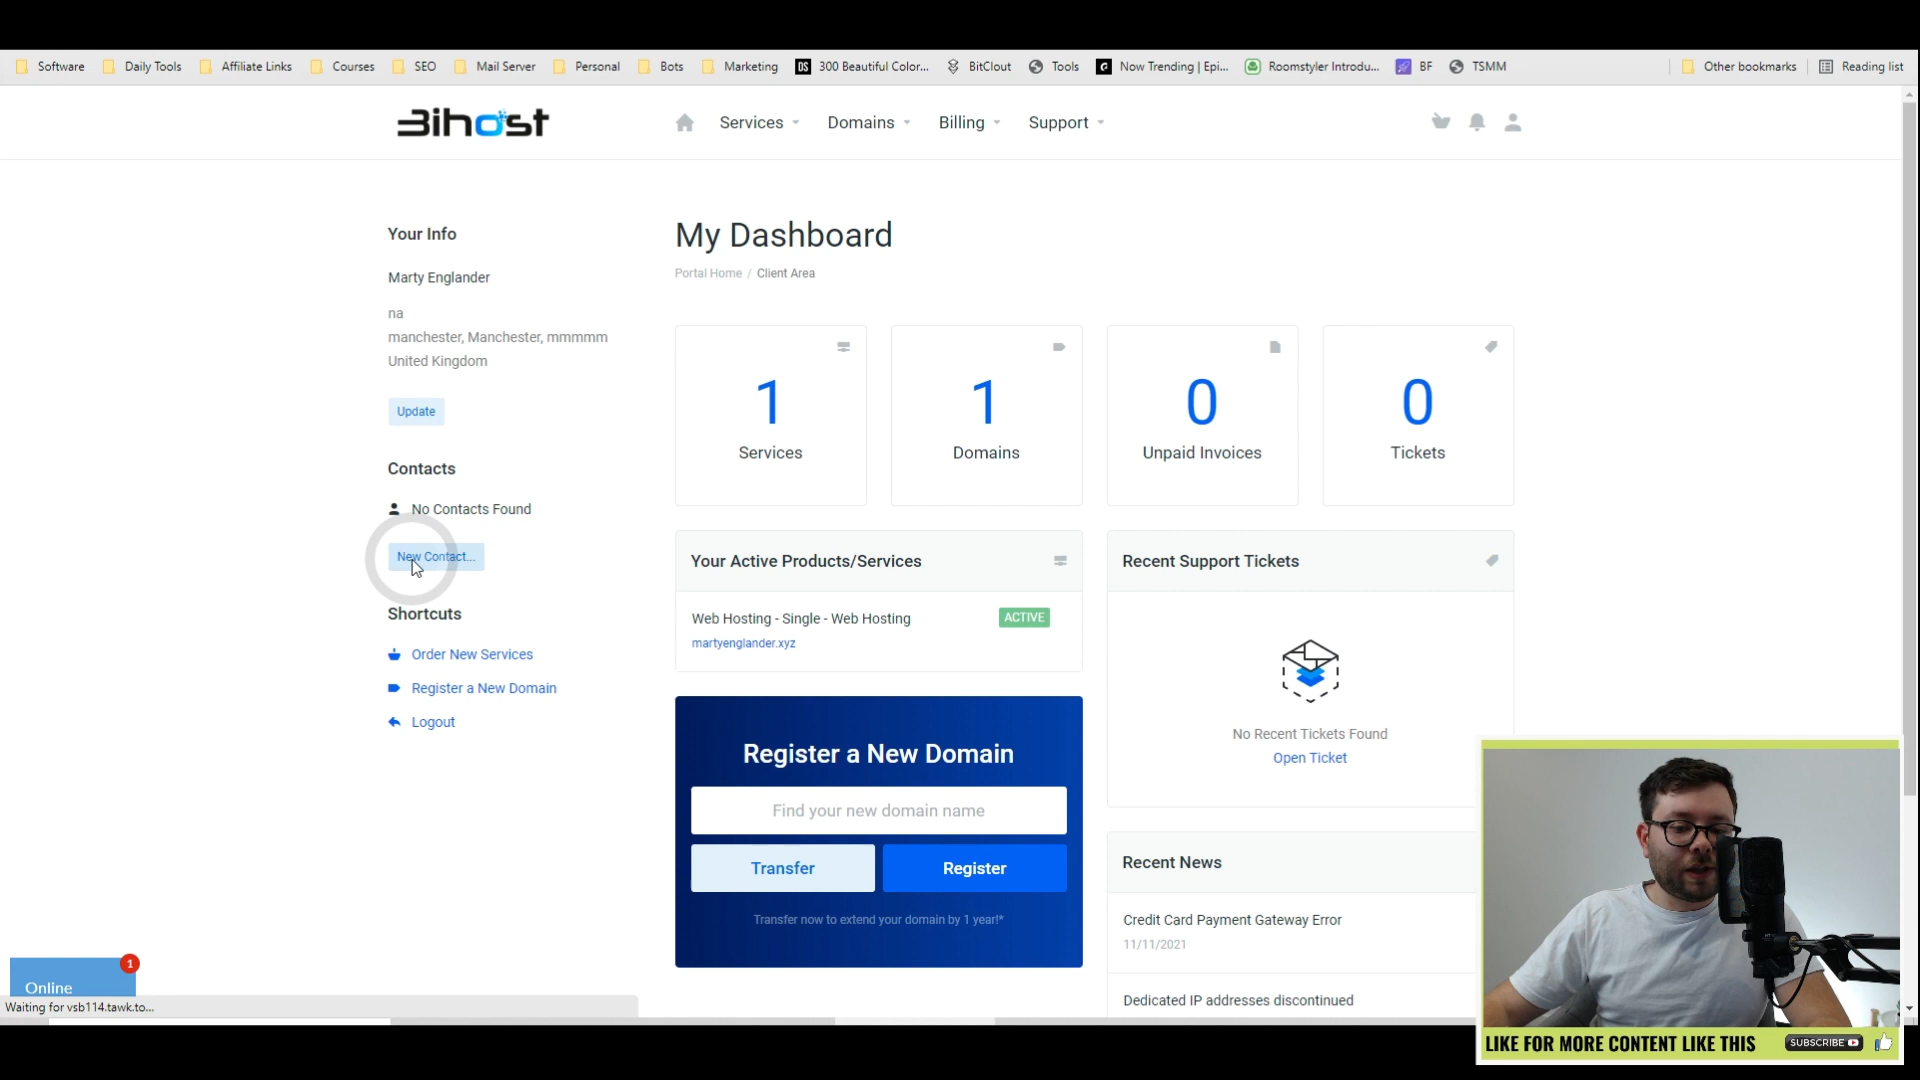 Software
Daily Tools
Affiliate Links
Courses
SEO
Mail Server
Personal
Bots
Marketing
DS 300 Beautiful Color...
BitClout
Tools
Now Trending | Epi...
Roomstyler Introdu...
BF
TSMM
Other bookmarks
Reading list
3ihost
Services
Domains
Billing
Support
Your Info
Marty Englander
na
manchester, Manchester, mmmmm
United Kingdom
Update
Contacts
No Contacts Found
New Contact...
Shortcuts
Order New Services
Register a New Domain
Logout
My Dashboard
Portal Home / Client Area
1
Services
1
Domains
0
Unpaid Invoices
0
Tickets
Your Active Products/Services
Web Hosting - Single - Web Hosting
ACTIVE
martyenglander.xyz
Register a New Domain
Find your new domain name
Transfer
Register
Transfer now to extend your domain by 1 year!*
Recent Support Tickets
No Recent Tickets Found
Open Ticket
Recent News
Credit Card Payment Gateway Error
11/11/2021
Dedicated IP addresses discontinued
Online
1
Waiting for vsb114.tawk.to...
LIKE FOR MORE CONTENT LIKE THIS
SUBSCRIBE